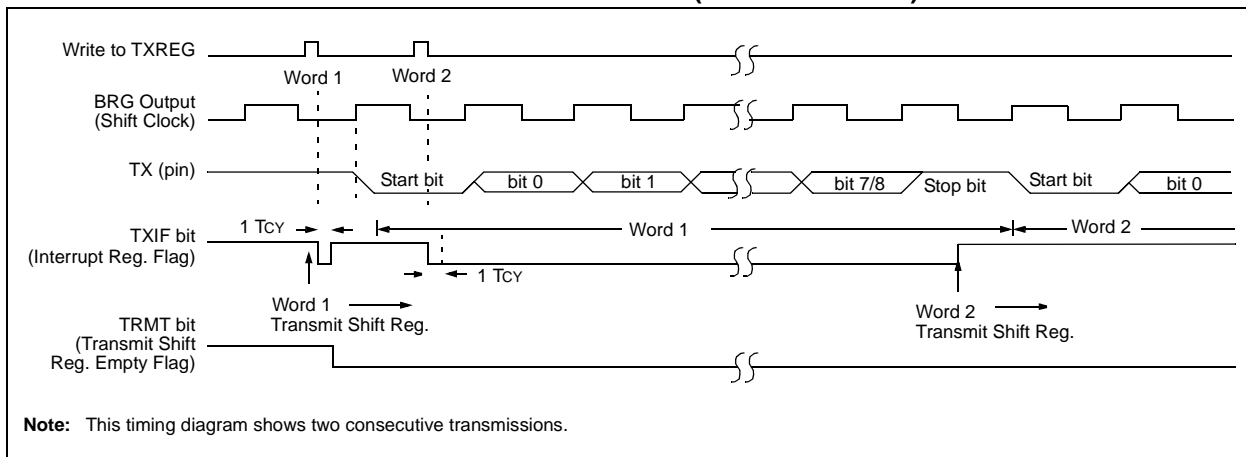 Write to TXREG
Word 1 Word 2
BRG Output
(Shift Clock)
TX (pin)
Start bit bit 0 bit 1 bit 7/8 Stop bit Start bit bit 0
1 TCY
TXIF bit
(Interrupt Reg. Flag)
Word 1 Word 2
1 TCY
Word 1
Transmit Shift Reg.
Word 2
Transmit Shift Reg.
TRMT bit
(Transmit Shift
Reg. Empty Flag)
Note: This timing diagram shows two consecutive transmissions.